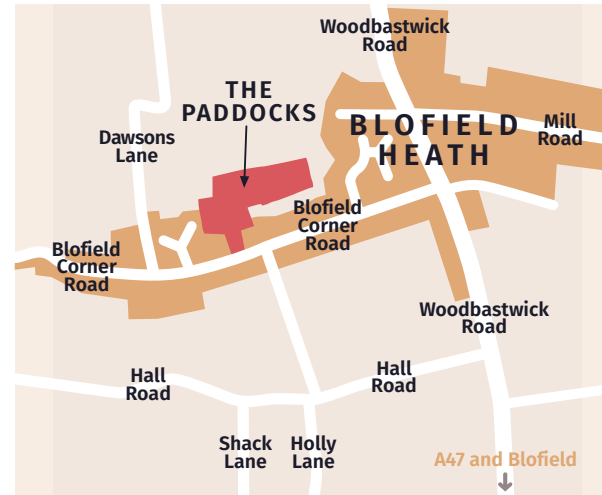 Woodbastwick
Road
THE
PADDOCKS
BLOFIELD
HEATH
Mill
Road
Dawsons
Lane
Blofield
Corner
Road
Blofield
Corner
Road
Woodbastwick
Road
Hall
Road
Hall
Road
Shack
Lane
Holly
Lane
A47 and Blofield